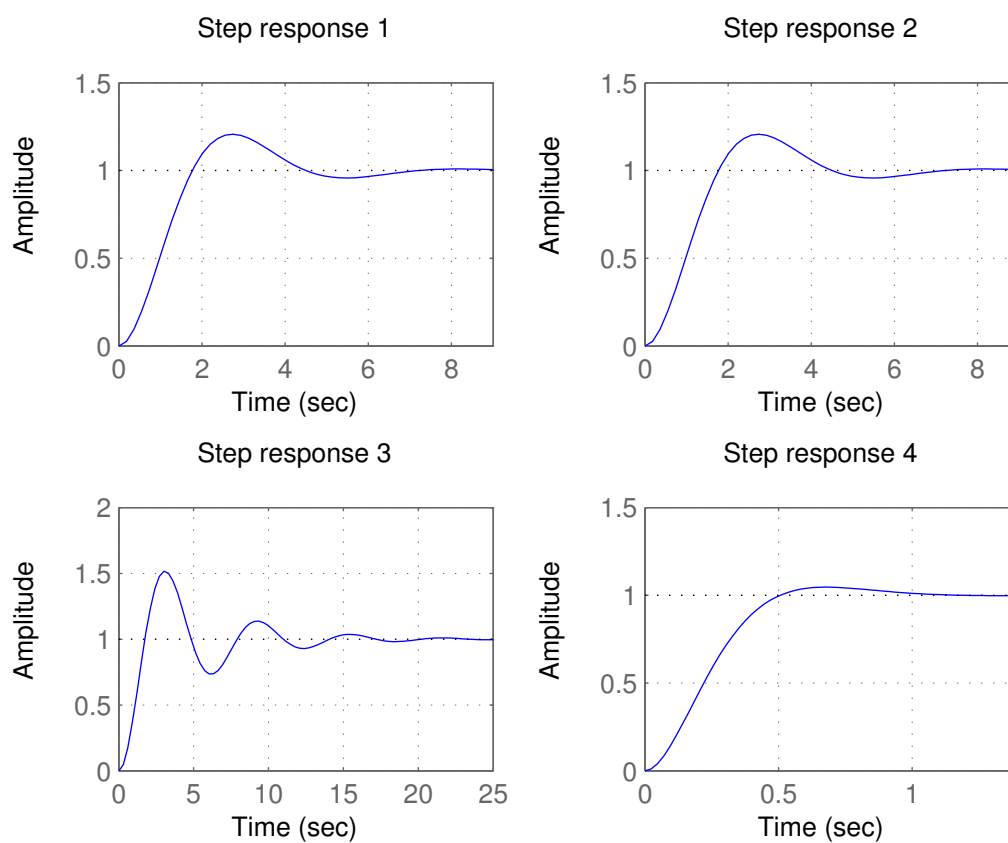 Step response 1
1.5
1
0.5
0
Amplitude
0 2 4 6 8
Time (sec)
Step response 2
1.5
1
0.5
0
Amplitude
0 2 4 6 8
Time (sec)
Step response 3
2
1.5
1
0.5
0
Amplitude
0 5 10 15 20 25
Time (sec)
Step response 4
1.5
1
0.5
0
Amplitude
0 0.5 1
Time (sec)